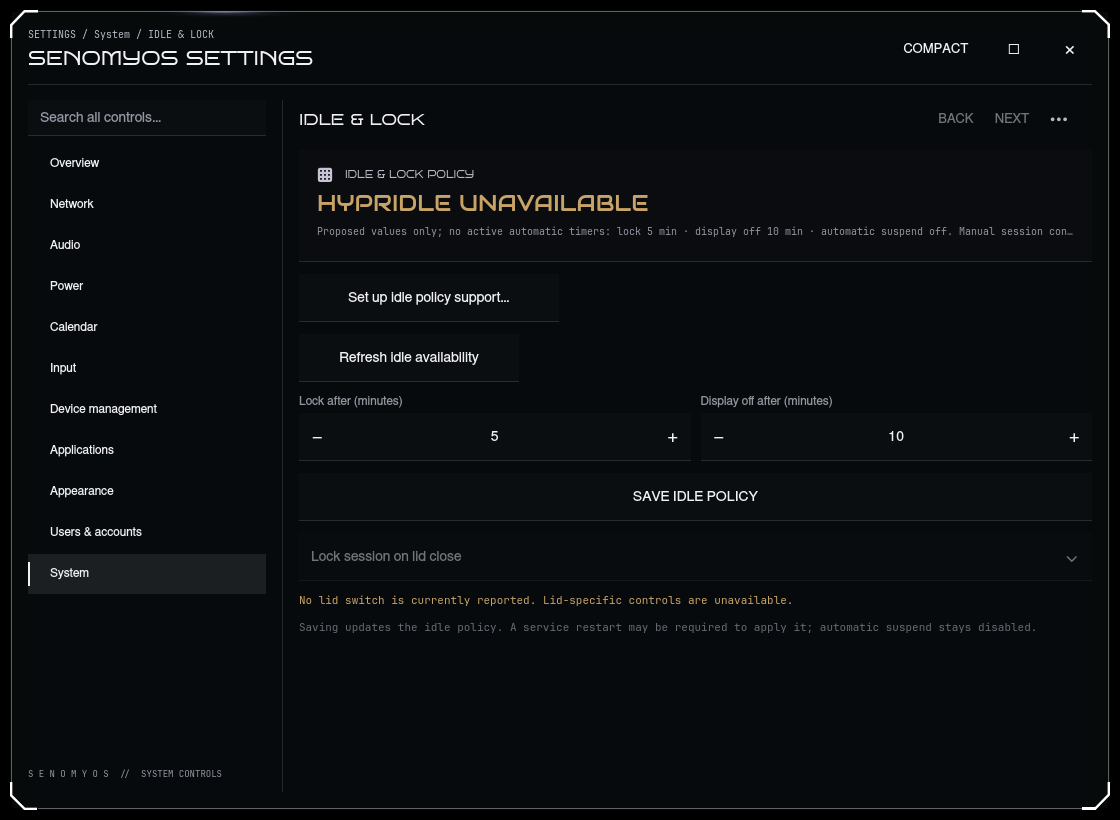 SETTINGS / System / IDLE & LOCK
SENOMYOS SETTINGS
COMPACT
Search all controls...
Overview
Network
Audio
Power
Calendar
Input
Device management
Applications
Appearance
Users & accounts
System
SENOMYOS // SYSTEM CONTROLS
IDLE & LOCK
BACK NEXT
IDLE & LOCK POLICY
HYPRIDLE UNAVAILABLE
Proposed values only; no active automatic timers: lock 5 min · display off 10 min · automatic suspend off. Manual session con…
Set up idle policy support...
Refresh idle availability
Lock after (minutes)
− 5 +
Display off after (minutes)
− 10 +
SAVE IDLE POLICY
Lock session on lid close
No lid switch is currently reported. Lid-specific controls are unavailable.
Saving updates the idle policy. A service restart may be required to apply it; automatic suspend stays disabled.